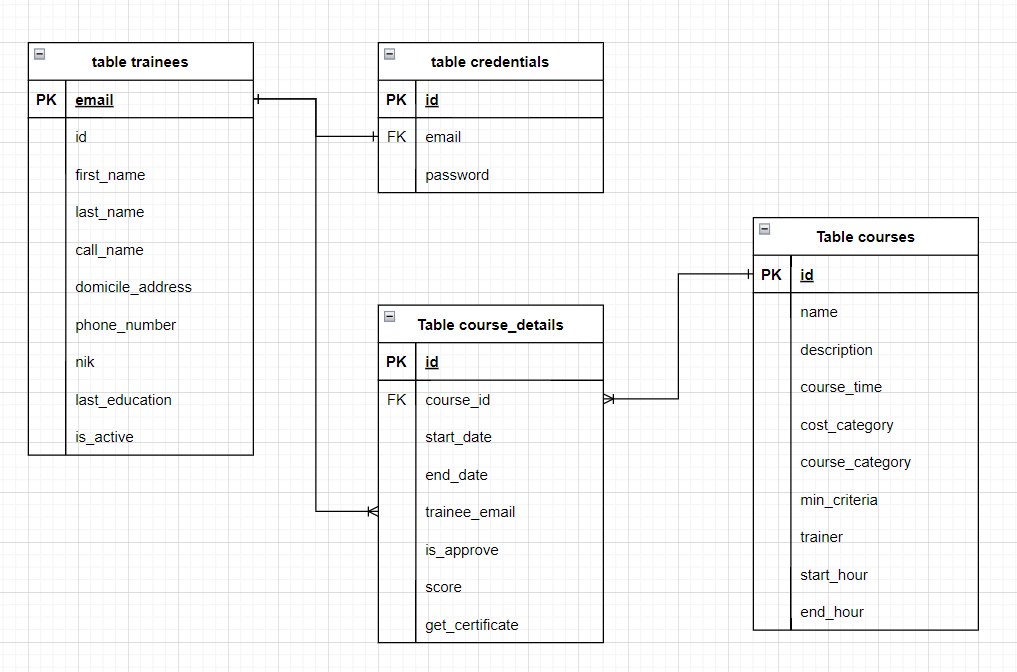 table trainees
PK email
id
first_name
last_name
call_name
domicile_address
phone_number
nik
last_education
is_active
table credentials
PK id
FK email
password
Table course_details
PK id
FK course_id
start_date
end_date
trainee_email
is_approve
score
get_certificate
Table courses
PK id
name
description
course_time
cost_category
course_category
min_criteria
trainer
start_hour
end_hour